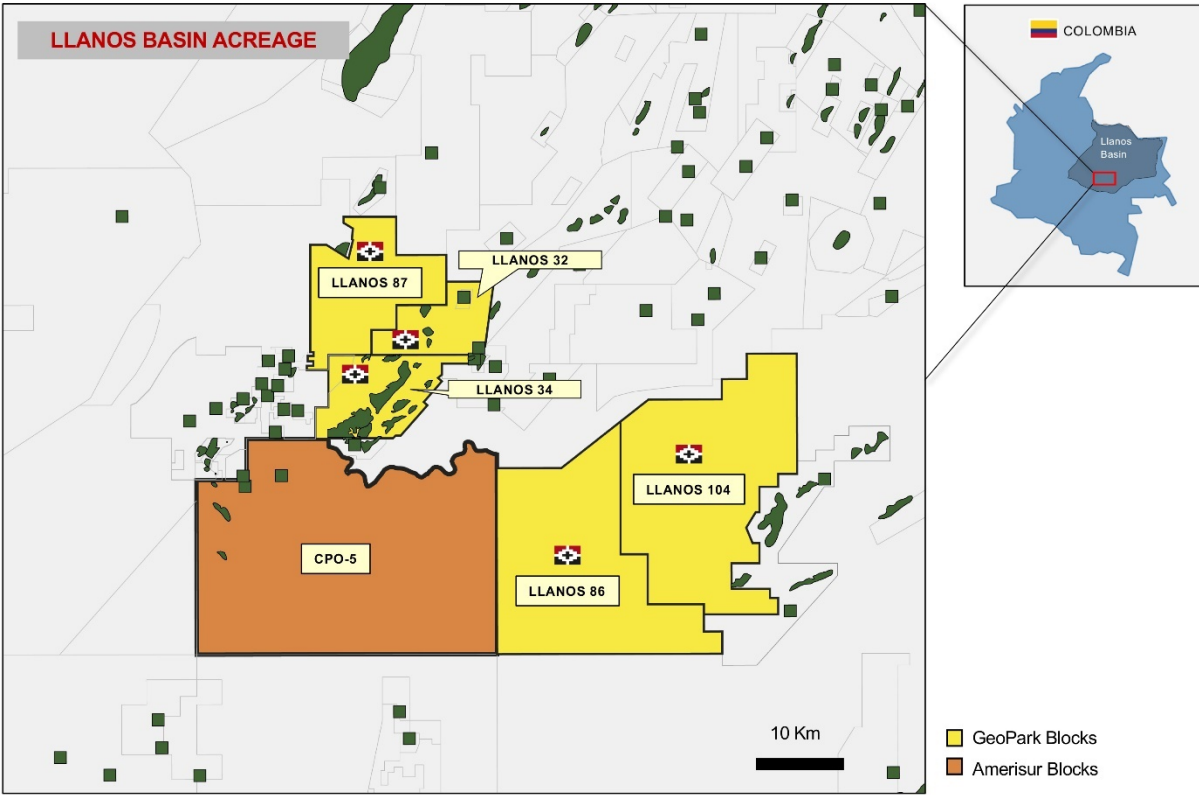 LLANOS BASIN ACREAGE
COLOMBIA
Llanos
Basin
LLANOS 32
LLANOS 87
LLANOS 34
LLANOS 104
CPO-5
LLANOS 86
10 Km
GeoPark Blocks
Amerisur Blocks